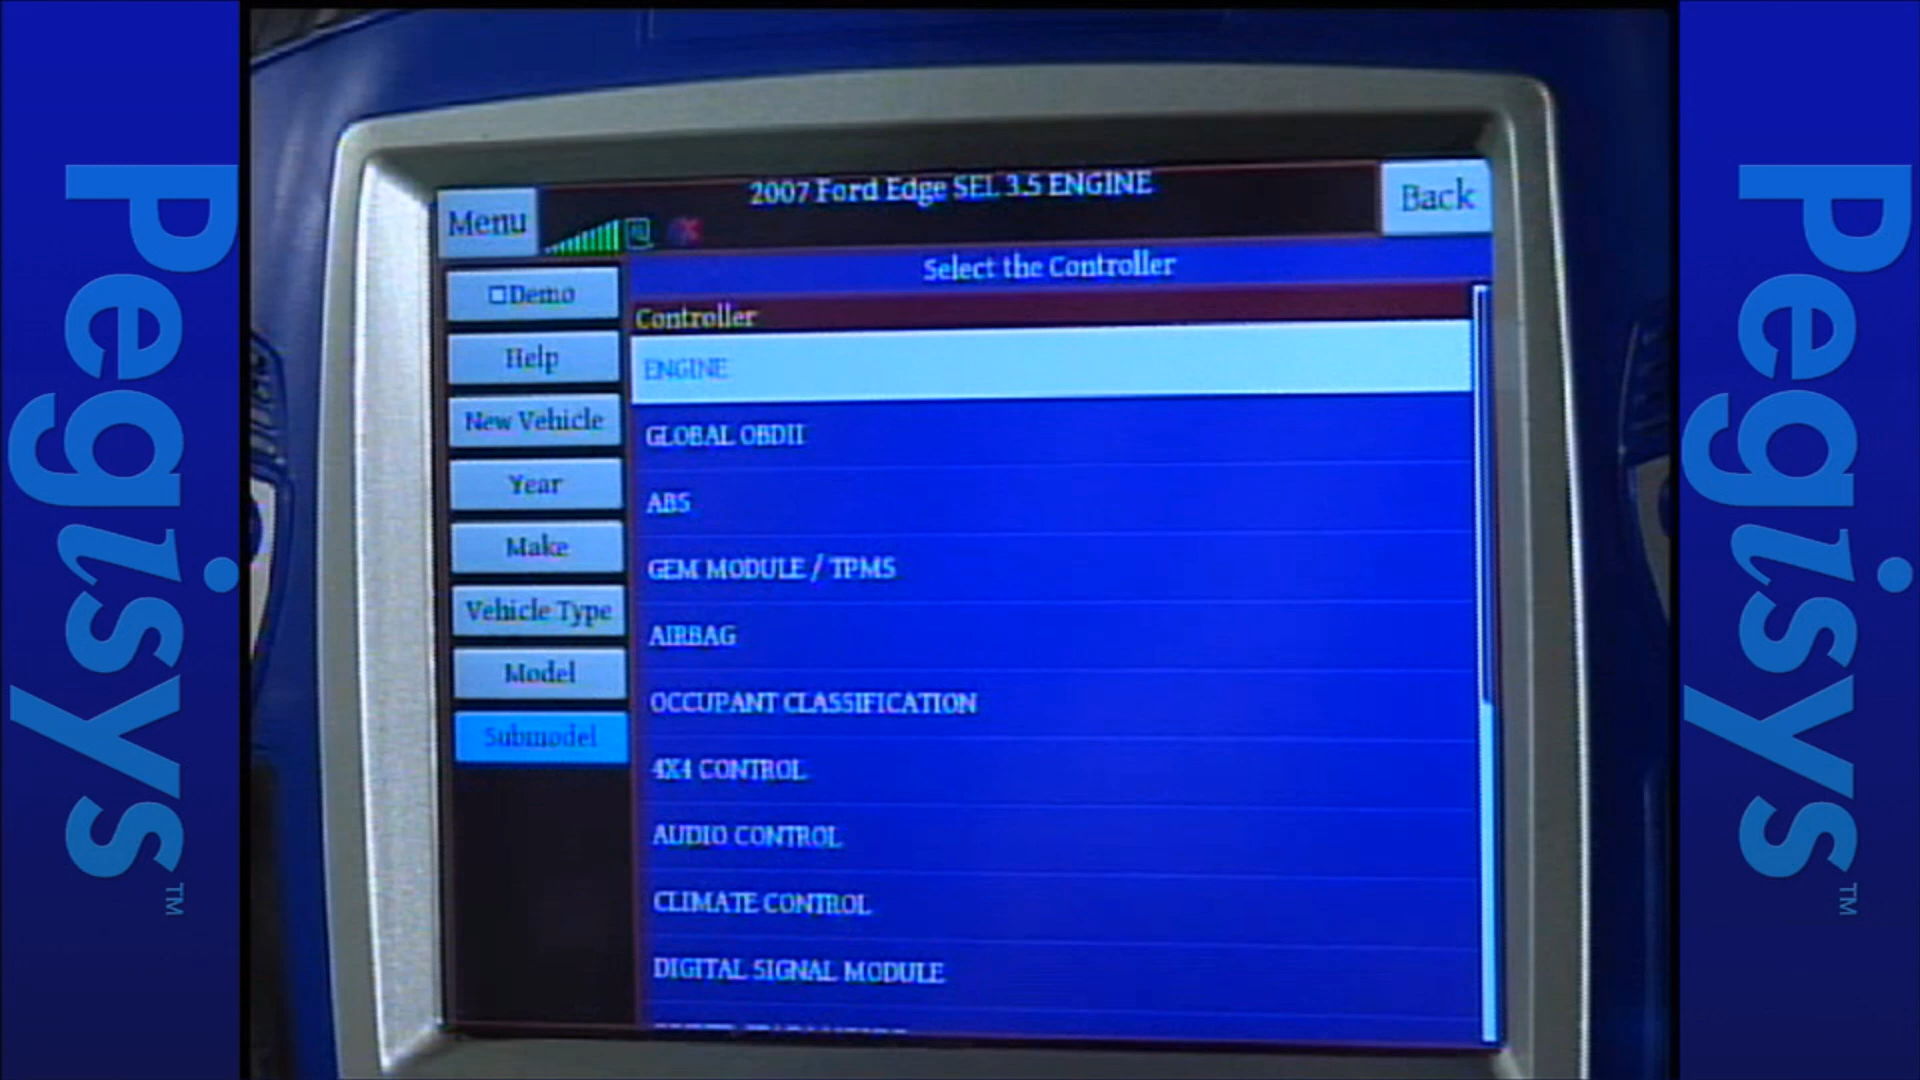 Pegisys™
2007 Ford Edge SEL 3.5 ENGINE
Menu
Back
Select the Controller
Demo
Help
New Vehicle
Year
Make
Vehicle Type
Model
Submodel
Controller
ENGINE
GLOBAL OBDII
ABS
GEM MODULE / TPMS
AIRBAG
OCCUPANT CLASSIFICATION
4X4 CONTROL
AUDIO CONTROL
CLIMATE CONTROL
DIGITAL SIGNAL MODULE
Pegisys™